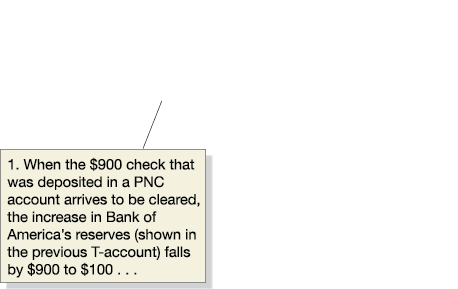 1. When the $900 check that
was deposited in a PNC
account arrives to be cleared,
the increase in Bank of
America's reserves (shown in
the previous T-account) falls
by $900 to $100 . . .